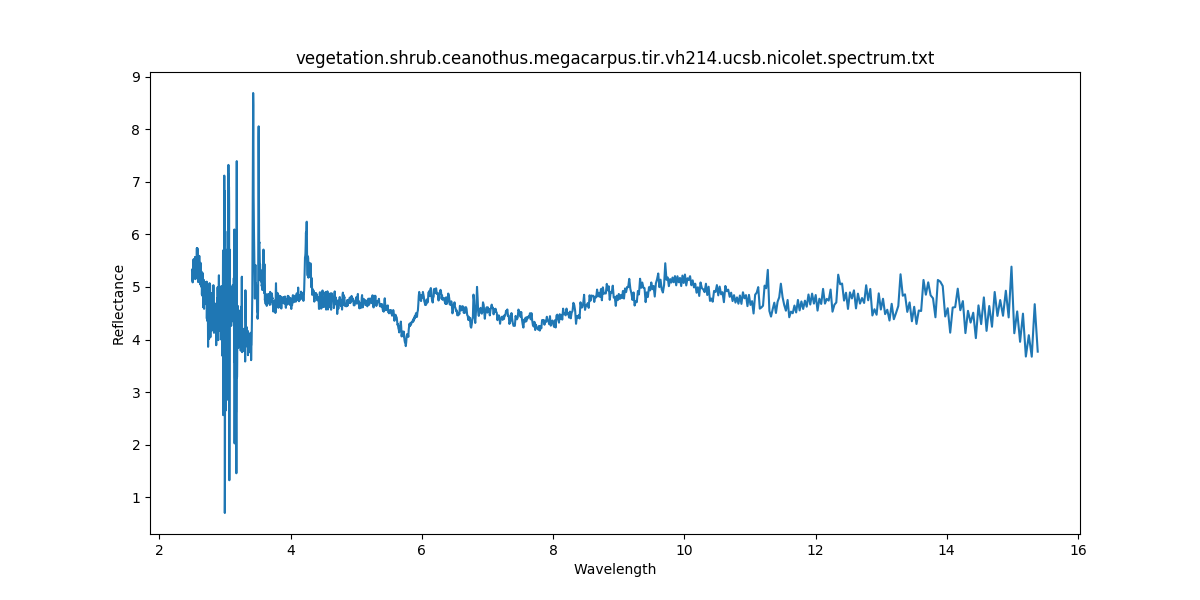 vegetation.shrub.ceanothus.megacarpus.tir.vh214.ucsb.nicolet.spectrum.txt
9
8
7
6
5
4
3
2
1
Reflectance
2 4 6 8 10 12 14 16
Wavelength